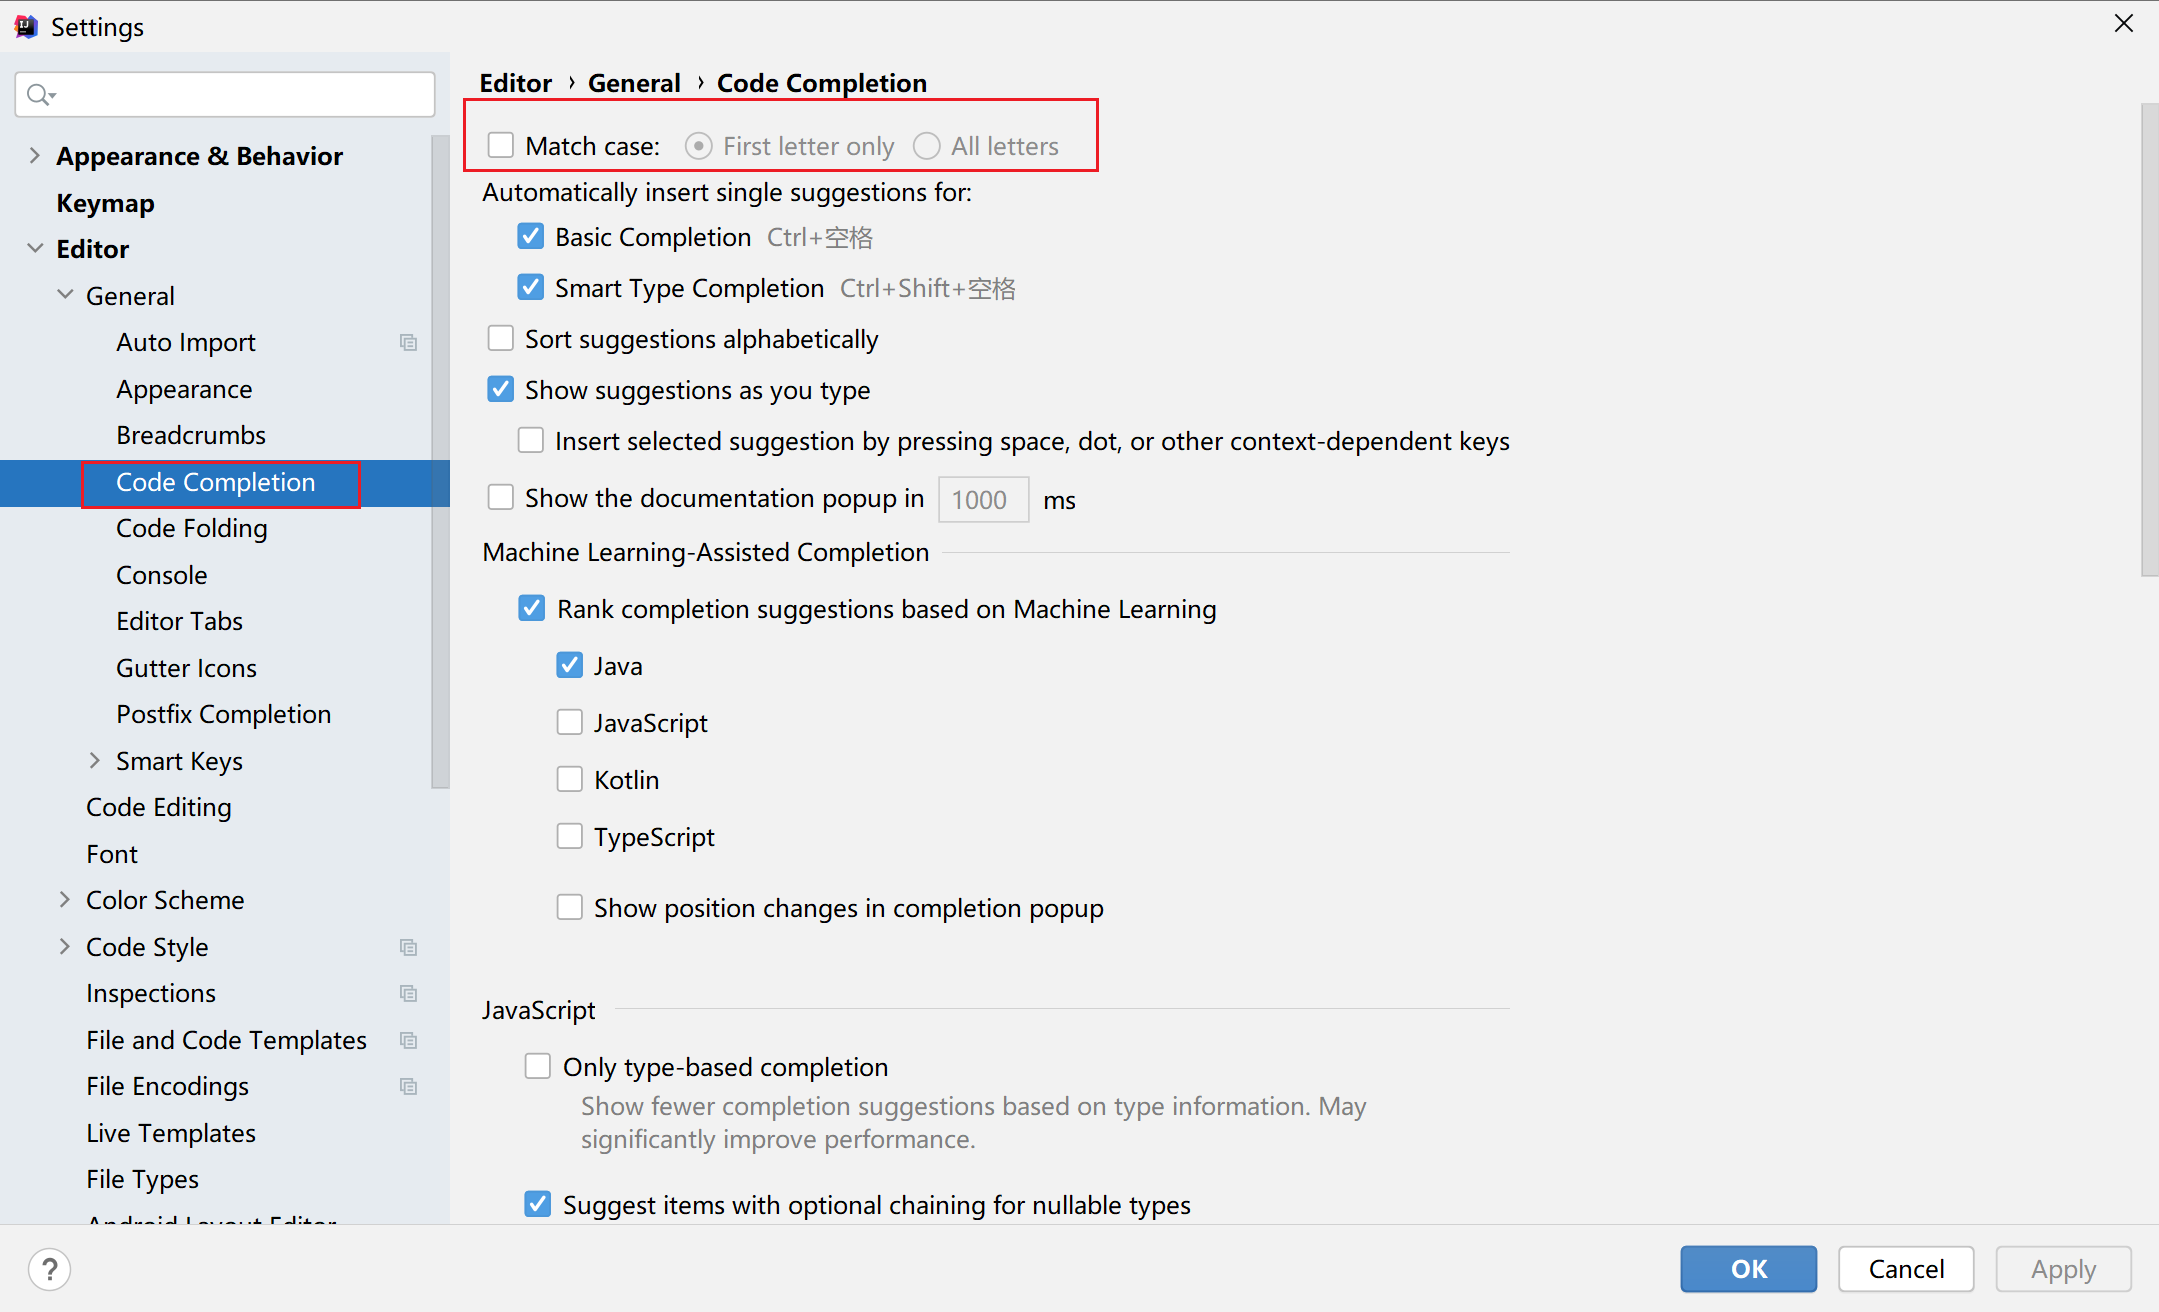 Settings
Appearance & Behavior
Keymap
Editor
General
Auto Import
Appearance
Breadcrumbs
Code Completion
Code Folding
Console
Editor Tabs
Gutter Icons
Postfix Completion
Smart Keys
Code Editing
Font
Color Scheme
Code Style
Inspections
File and Code Templates
File Encodings
Live Templates
File Types
Android Layout Editor
Editor › General › Code Completion
Match case: First letter only All letters
Automatically insert single suggestions for:
Basic Completion Ctrl+空格
Smart Type Completion Ctrl+Shift+空格
Sort suggestions alphabetically
Show suggestions as you type
Insert selected suggestion by pressing space, dot, or other context-dependent keys
Show the documentation popup in 1000 ms
Machine Learning-Assisted Completion
Rank completion suggestions based on Machine Learning
Java
JavaScript
Kotlin
TypeScript
Show position changes in completion popup
JavaScript
Only type-based completion
Show fewer completion suggestions based on type information. May
significantly improve performance.
Suggest items with optional chaining for nullable types
? OK Cancel Apply